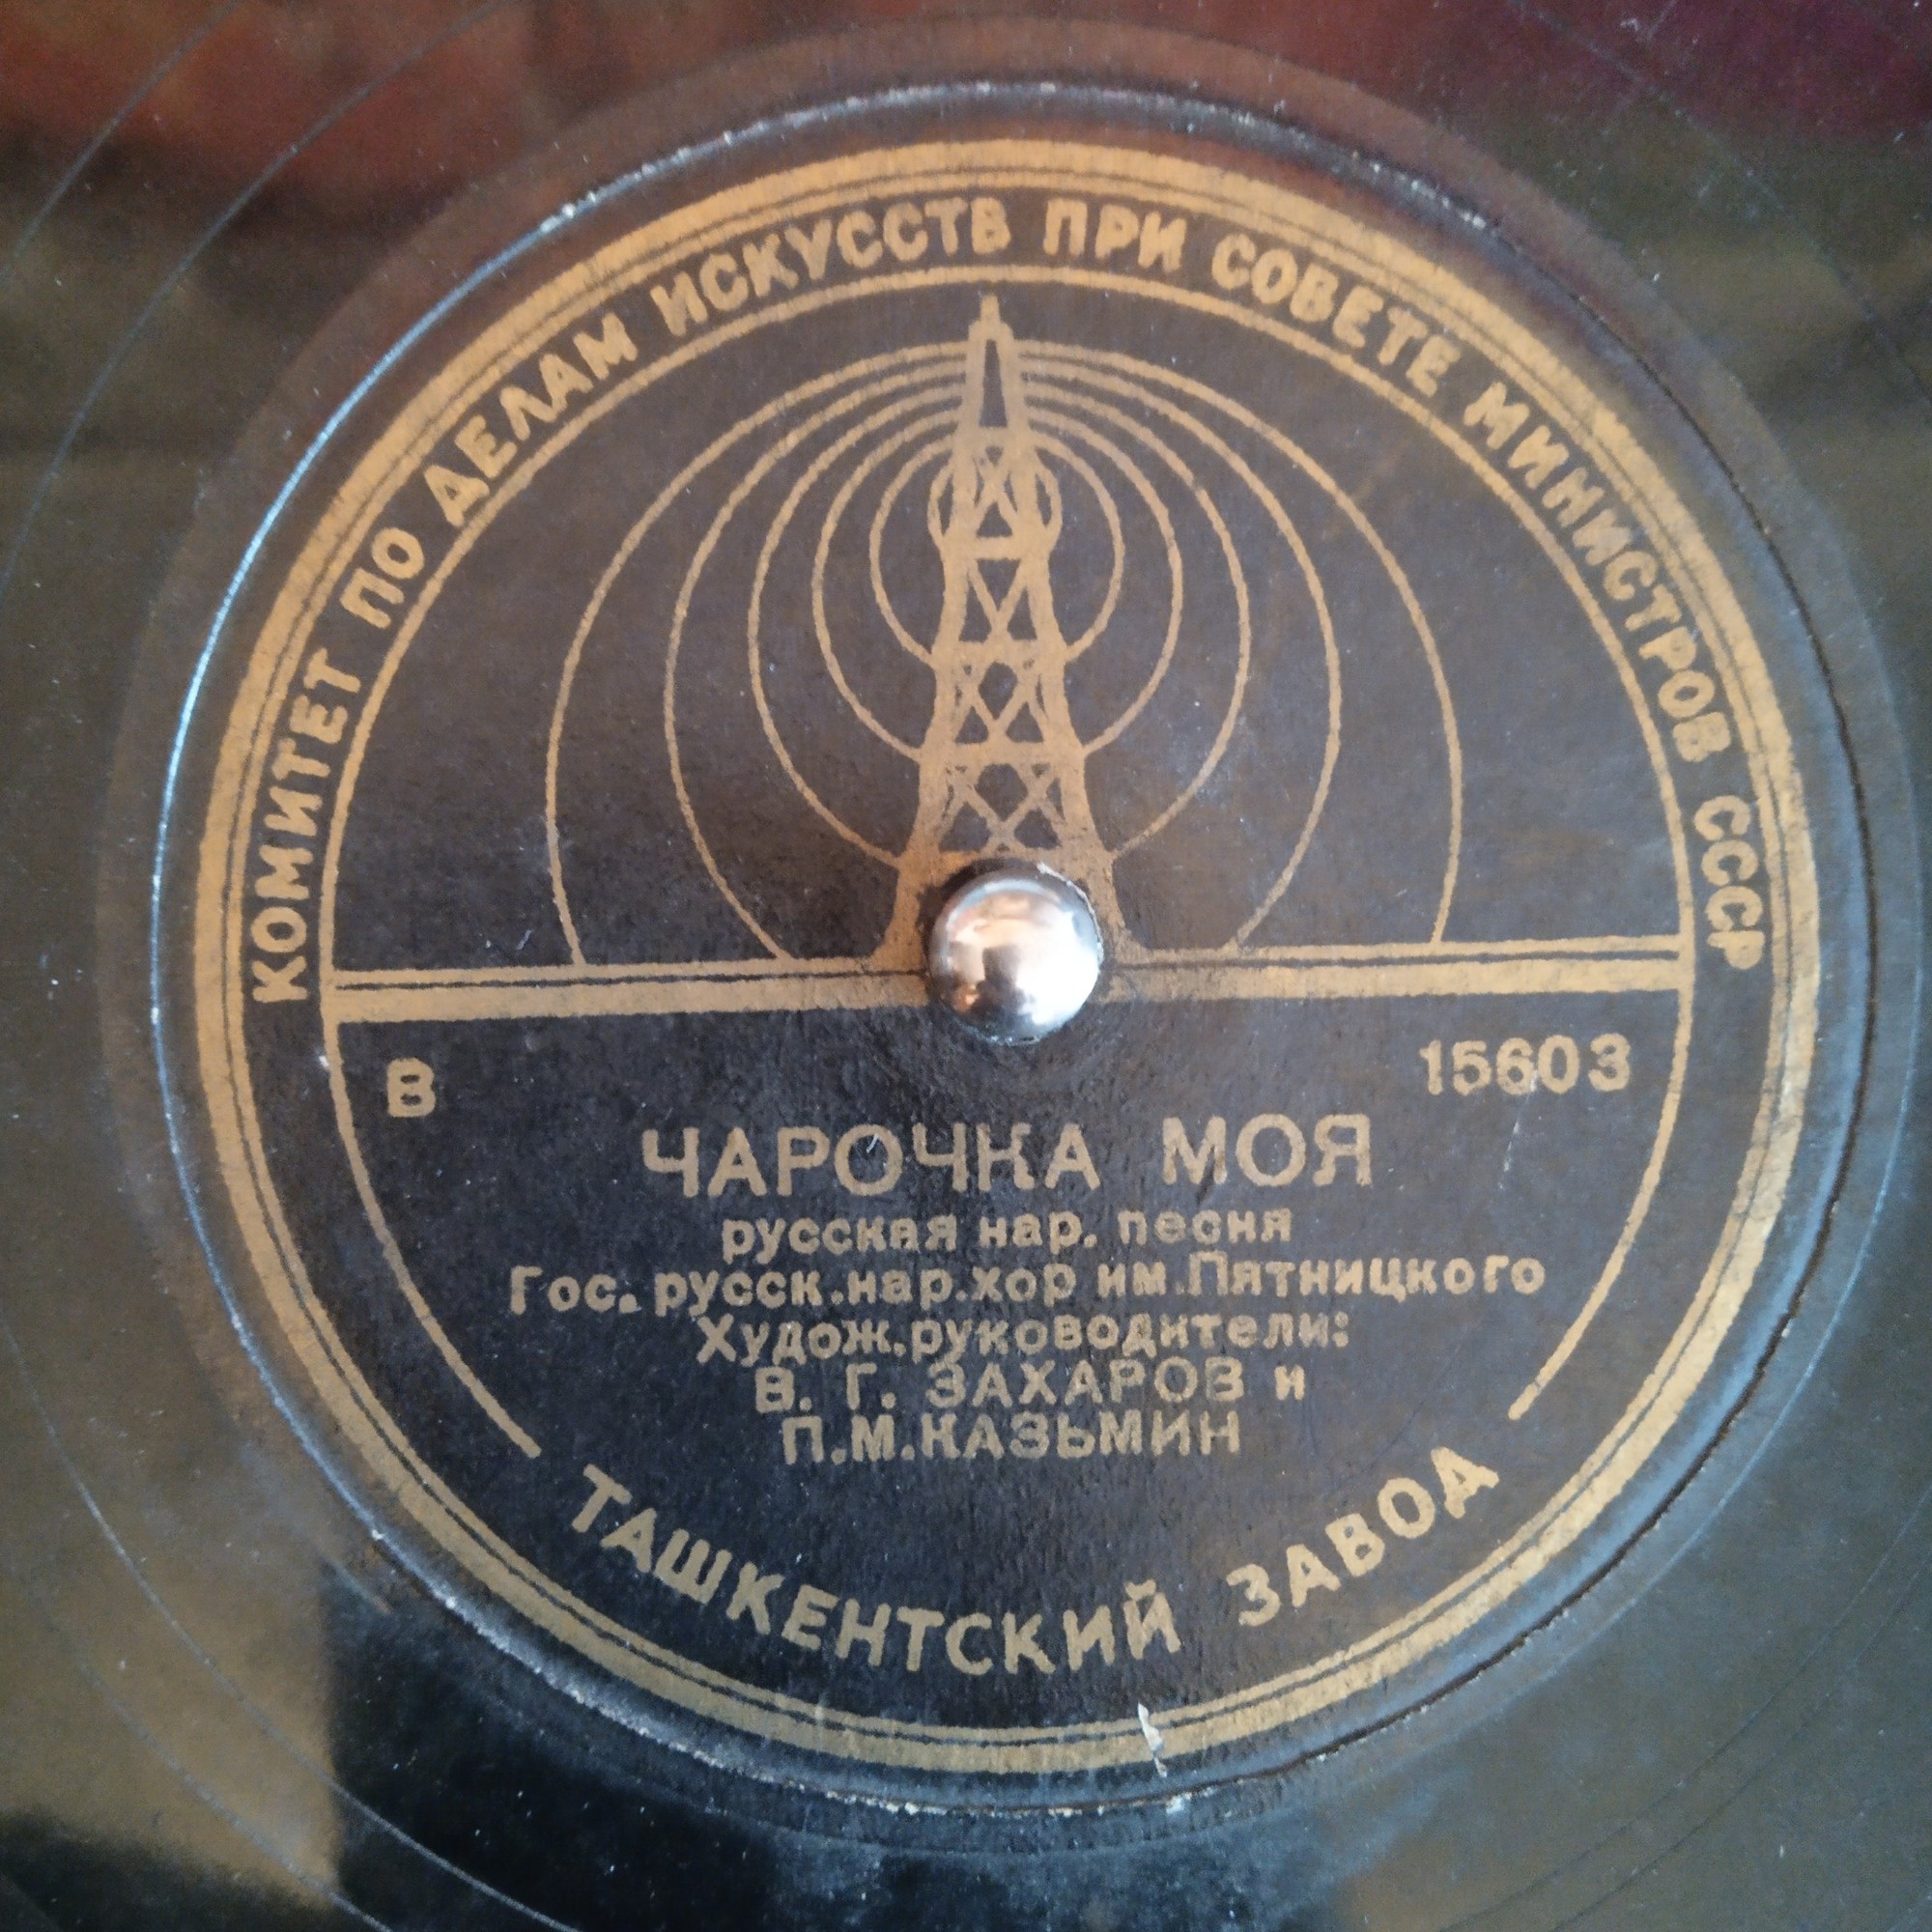 КОМИТЕТ ПО ДЕЛАМ ИСКУССТВ ПРИ СОВЕТЕ МИНИСТРОВ СССР
В 15603
ЧАРОЧКА МОЯ
русская нар. песня
Гос. русск.нар.хор им.Пятницкого
Худож.руководители:
В. Г. ЗАХАРОВ и
П.М.КАЗЬМИН
ТАШКЕНТСКИЙ ЗАВОД